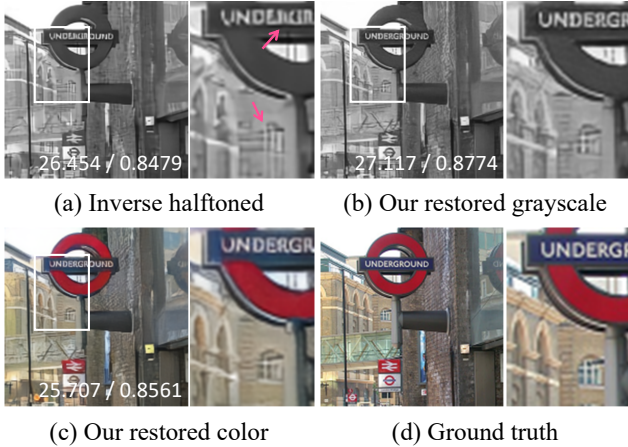 UNDERGROUND
UNDERGR
26.454 / 0.8479
(a) Inverse halftoned
UNDERGROUND
UNDERGR
27.117 / 0.8774
(b) Our restored grayscale
UNDERGROUND
UNDERGR
25.707 / 0.8561
(c) Our restored color
UNDERGROUND
UNDERGR
(d) Ground truth